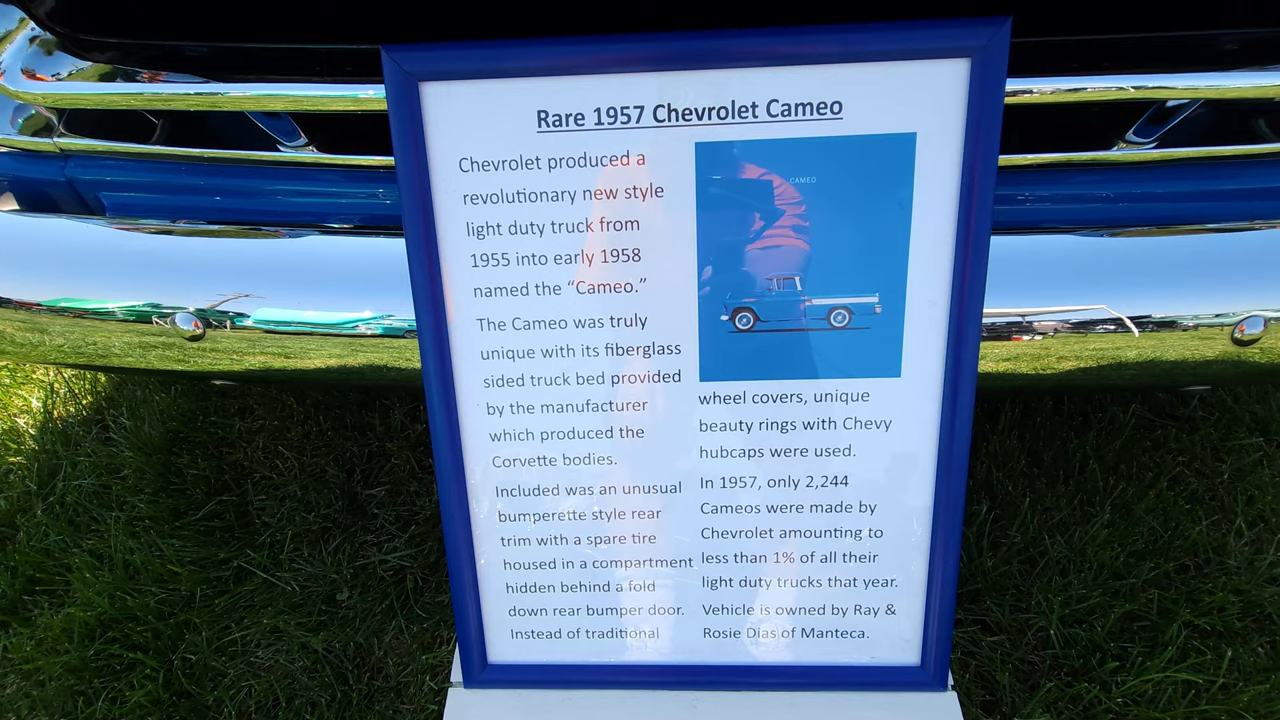 Rare 1957 Chevrolet Cameo
Chevrolet produced a
revolutionary new style
light duty truck from
1955 into early 1958
named the “Cameo.”
The Cameo was truly
unique with its fiberglass
sided truck bed provided
by the manufacturer
which produced the
Corvette bodies.
Included was an unusual
bumperette style rear
trim with a spare tire
housed in a compartment
hidden behind a fold
down rear bumper door.
Instead of traditional
CAMEO
wheel covers, unique
beauty rings with Chevy
hubcaps were used.
In 1957, only 2,244
Cameos were made by
Chevrolet amounting to
less than 1% of all their
light duty trucks that year.
Vehicle is owned by Ray &
Rosie Dias of Manteca.